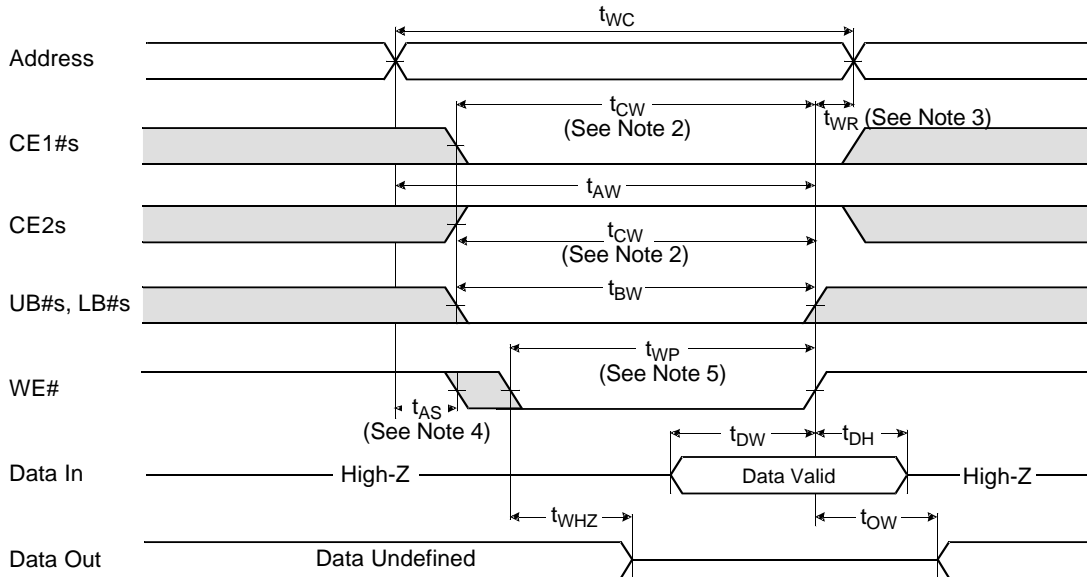 tWC
Address
tCW
(See Note 2)
tWR (See Note 3)
CE1#s
tAW
CE2s
tCW
(See Note 2)
UB#s, LB#s
tBW
tWP
(See Note 5)
WE#
tAS
(See Note 4)
tDW
tDH
Data In
High-Z
Data Valid
High-Z
tWHZ
tOW
Data Out
Data Undefined